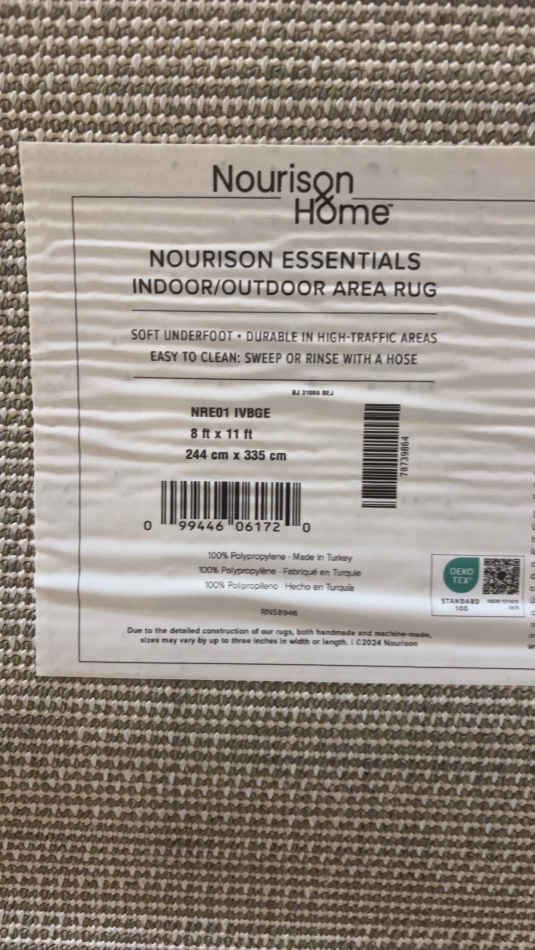 Nourison
Home™
NOURISON ESSENTIALS
INDOOR/OUTDOOR AREA RUG
SOFT UNDERFOOT • DURABLE IN HIGH-TRAFFIC AREAS
EASY TO CLEAN: SWEEP OR RINSE WITH A HOSE
NRE01 IVBGE
8 ft x 11 ft
244 cm x 335 cm
78739864
0 99446 06172 0
100% Polypropylene · Made in Turkey
100% Polypropylène · Fabriqué en Turquie
100% Polipropileno · Hecho en Turquía
OEKO
TEX®
STANDARD
100
Due to the detailed construction of our rugs, both handmade and machine-made,
sizes may vary by up to three inches in width or length. | ©2024 Nourison